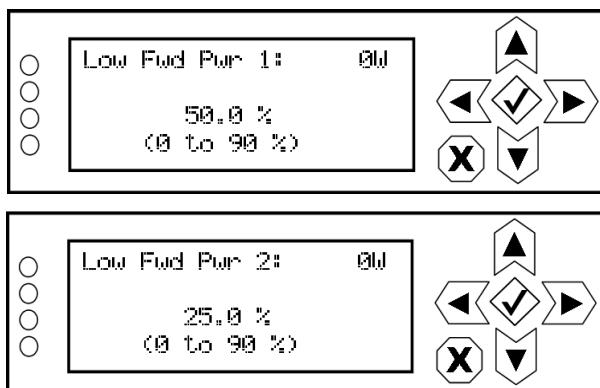 Low Fwd Pwr 1: 0W
50.0 %
(0 to 90 %)
X
Low Fwd Pwr 2: 0W
25.0 %
(0 to 90 %)
X